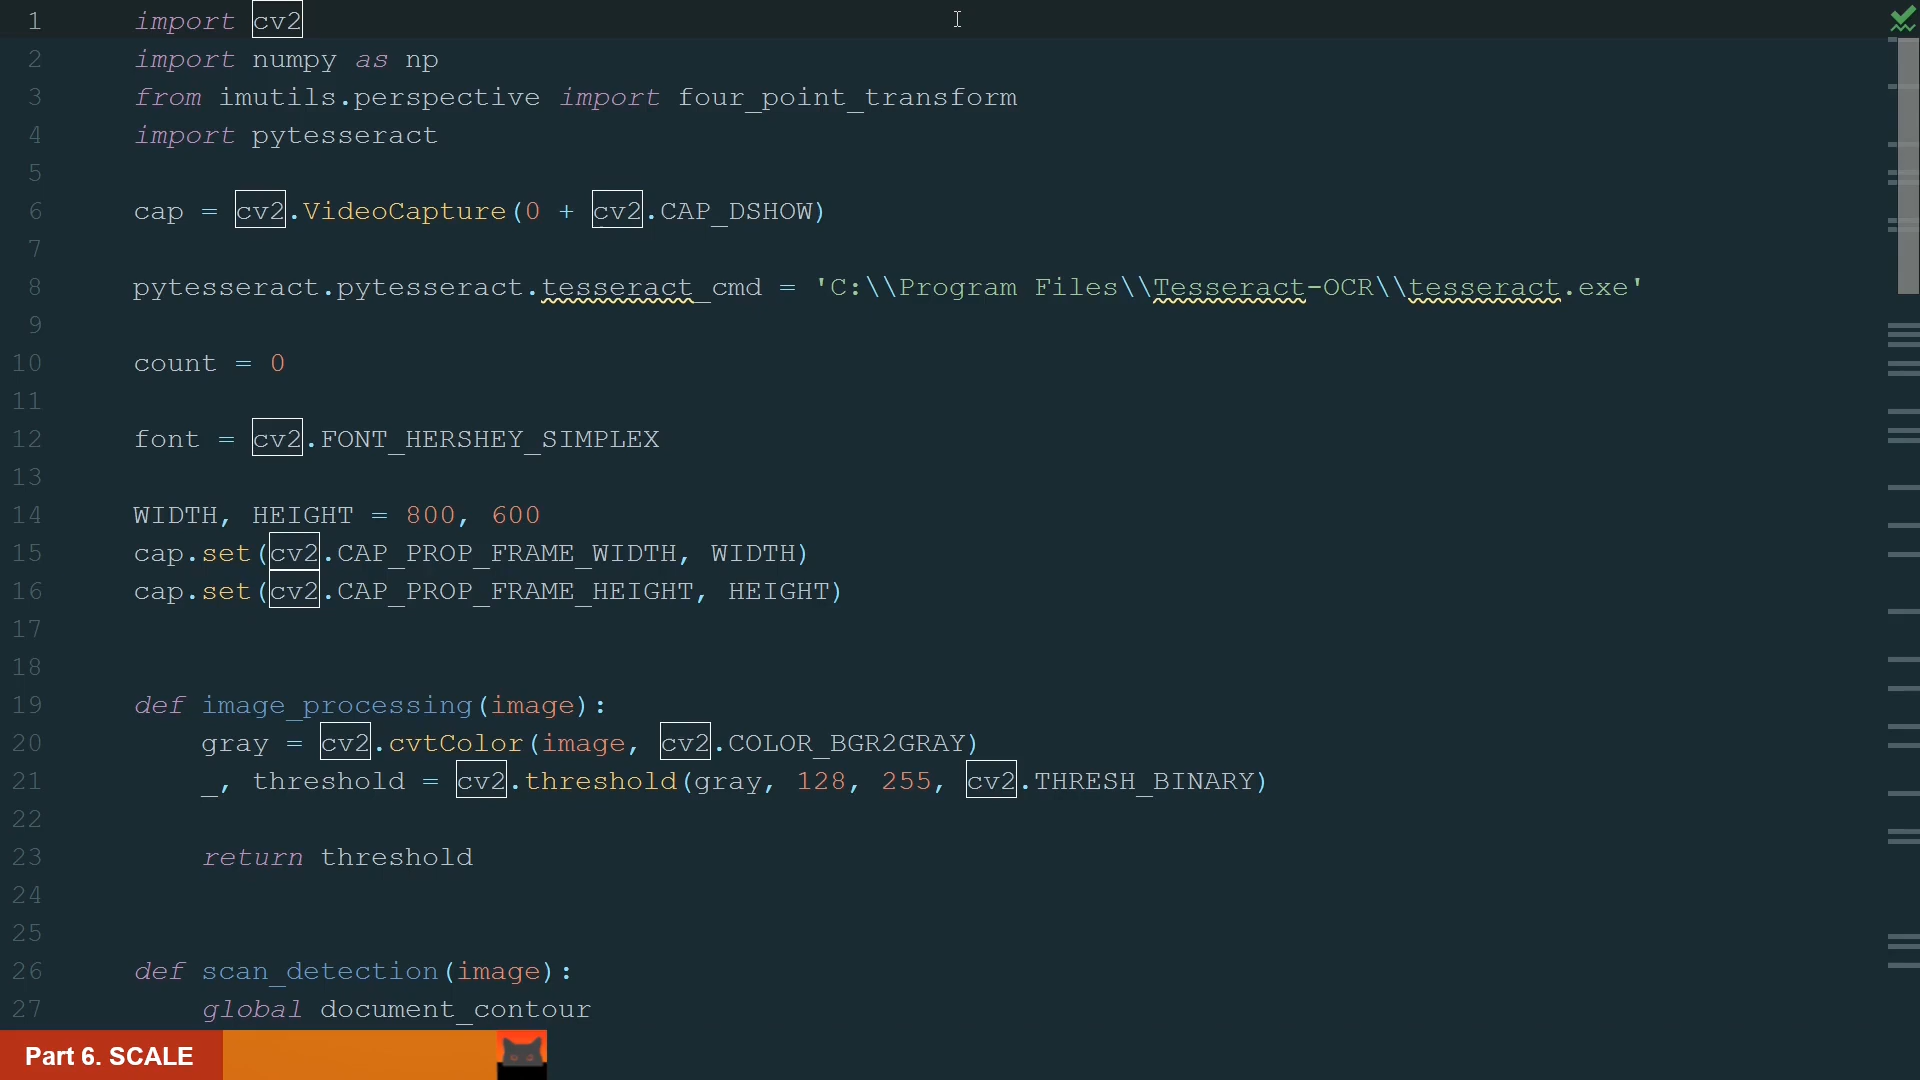 1 import cv2
2 import numpy as np
3 from imutils.perspective import four_point_transform
4 import pytesseract
5
6 cap = cv2.VideoCapture(0 + cv2.CAP_DSHOW)
7
8 pytesseract.pytesseract.tesseract_cmd = 'C:\\Program Files\\Tesseract-OCR\\tesseract.exe'
9
10 count = 0
11
12 font = cv2.FONT_HERSHEY_SIMPLEX
13
14 WIDTH, HEIGHT = 800, 600
15 cap.set(cv2.CAP_PROP_FRAME_WIDTH, WIDTH)
16 cap.set(cv2.CAP_PROP_FRAME_HEIGHT, HEIGHT)
17
18
19 def image_processing(image):
20     gray = cv2.cvtColor(image, cv2.COLOR_BGR2GRAY)
21     _, threshold = cv2.threshold(gray, 128, 255, cv2.THRESH_BINARY)
22
23     return threshold
24
25
26 def scan_detection(image):
27     global document_contour
Part 6. SCALE